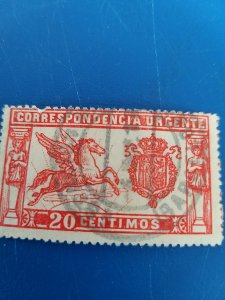 CORRESPONDENCIA URGENTE
20 CENTIMOS